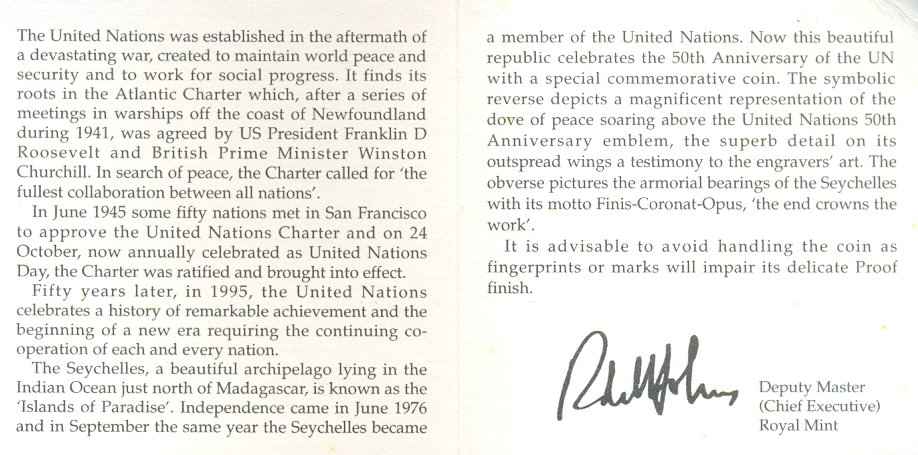 The United Nations was established in the aftermath of
a devastating war, created to maintain world peace and
security and to work for social progress. It finds its
roots in the Atlantic Charter which, after a series of
meetings in warships off the coast of Newfoundland
during 1941, was agreed by US President Franklin D
Roosevelt and British Prime Minister Winston
Churchill. In search of peace, the Charter called for ‘the
fullest collaboration between all nations’.
In June 1945 some fifty nations met in San Francisco
to approve the United Nations Charter and on 24
October, now annually celebrated as United Nations
Day, the Charter was ratified and brought into effect.
Fifty years later, in 1995, the United Nations
celebrates a history of remarkable achievement and the
beginning of a new era requiring the continuing co-
operation of each and every nation.
The Seychelles, a beautiful archipelago lying in the
Indian Ocean just north of Madagascar, is known as the
‘Islands of Paradise’. Independence came in June 1976
and in September the same year the Seychelles became
a member of the United Nations. Now this beautiful
republic celebrates the 50th Anniversary of the UN
with a special commemorative coin. The symbolic
reverse depicts a magnificent representation of the
dove of peace soaring above the United Nations 50th
Anniversary emblem, the superb detail on its
outspread wings a testimony to the engravers’ art. The
obverse pictures the armorial bearings of the Seychelles
with its motto Finis-Coronat-Opus, ‘the end crowns the
work’.
It is advisable to avoid handling the coin as
fingerprints or marks will impair its delicate Proof
finish.
Deputy Master
(Chief Executive)
Royal Mint